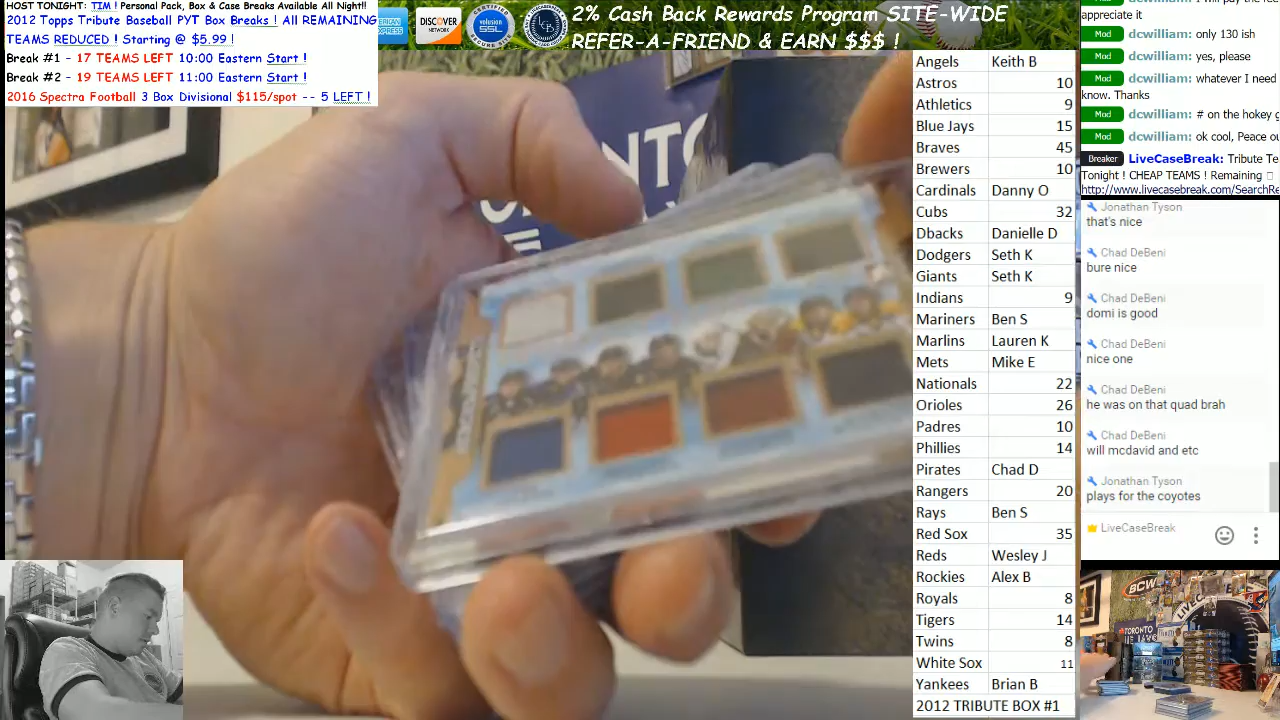 HOST TONIGHT: TIM ! Personal Pack, Box & Case Breaks Available All Night!!
2012 Topps Tribute Baseball PYT Box Breaks ! All REMAINING
TEAMS REDUCED ! Starting @ $5.99 !
Break #1 - 17 TEAMS LEFT 10:00 Eastern Start !
Break #2 - 19 TEAMS LEFT 11:00 Eastern Start !
2016 Spectra Football 3 Box Divisional $115/spot -- 5 LEFT !
AMERICAN EXPRESS
DISCOVER NETWORK
volusion SSL
LCB
2% Cash Back Rewards Program SITE-WIDE
REFER-A-FRIEND & EARN $$$ !
Angels Keith B
Astros 10
Athletics 9
Blue Jays 15
Braves 45
Brewers 10
Cardinals Danny O
Cubs 32
Dbacks Danielle D
Dodgers Seth K
Giants Seth K
Indians 9
Mariners Ben S
Marlins Lauren K
Mets Mike E
Nationals 22
Orioles 26
Padres 10
Phillies 14
Pirates Chad D
Rangers 20
Rays Ben S
Red Sox 35
Reds Wesley J
Rockies Alex B
Royals 8
Tigers 14
Twins 8
White Sox 11
Yankees Brian B
2012 TRIBUTE BOX #1
appreciate it
Mod dcwilliam: only 130 ish
Mod dcwilliam: yes, please
Mod dcwilliam: whatever I need
know. Thanks
Mod dcwilliam: # on the hokey g
Mod dcwilliam: ok cool, Peace ou
Breaker LiveCaseBreak: Tribute Te
Tonight ! CHEAP TEAMS ! Remaining
http://www.livecasebreak.com/SearchRe
Jonathan Tyson
that's nice
Chad DeBeni
bure nice
Chad DeBeni
domi is good
Chad DeBeni
nice one
Chad DeBeni
he was on that quad brah
Chad DeBeni
will mcdavid and etc
Jonathan Tyson
plays for the coyotes
LiveCaseBreak
BCW
TORONTO